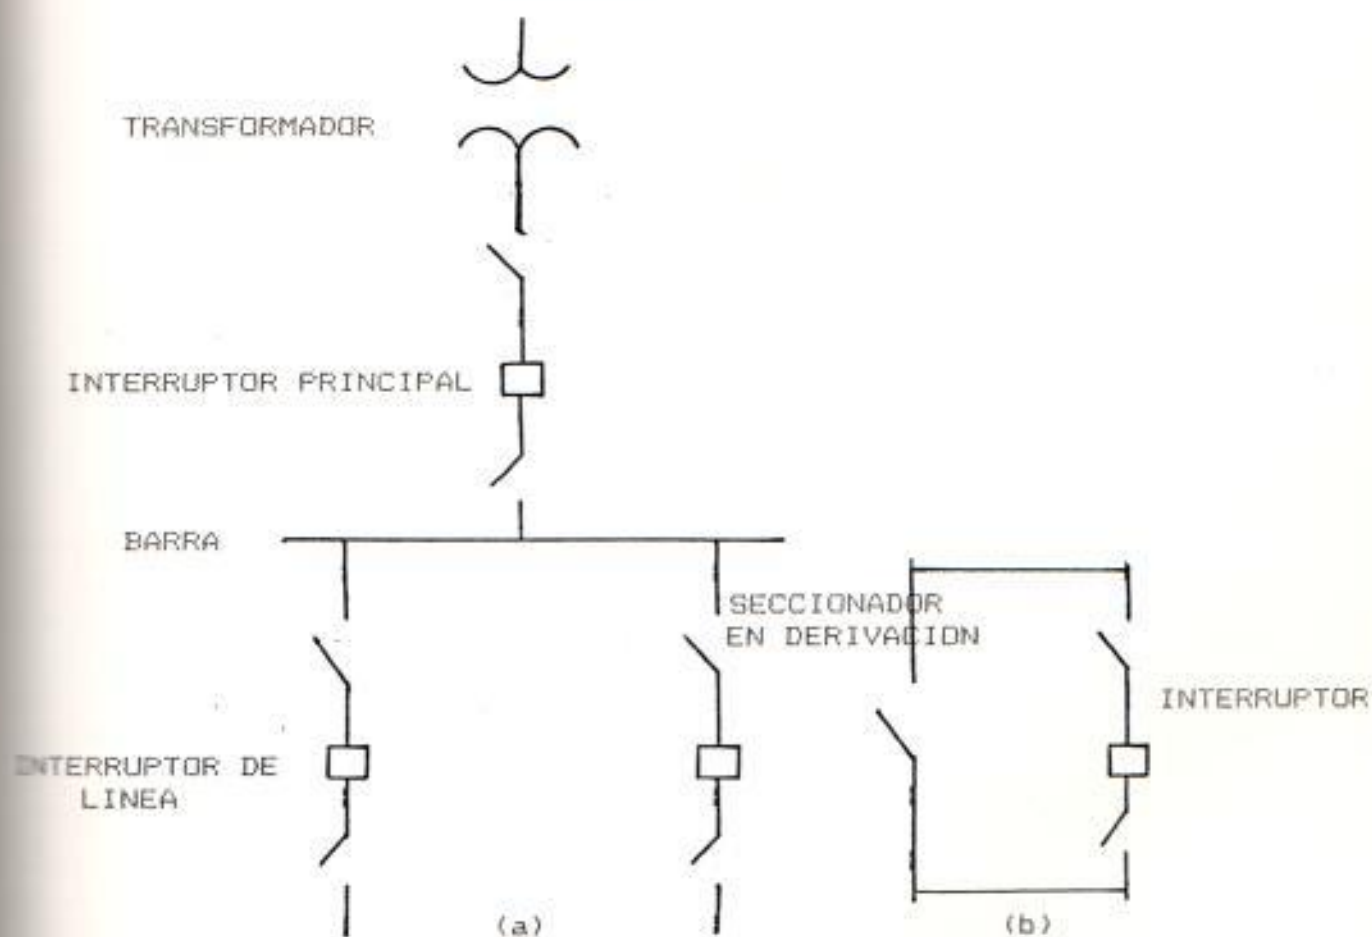 TRANSFORMADOR
INTERRUPTOR PRINCIPAL
BARRA
SECCIONADOR
EN DERIVACION
INTERRUPTOR
INTERRUPTOR DE
LINEA
(a)
(b)